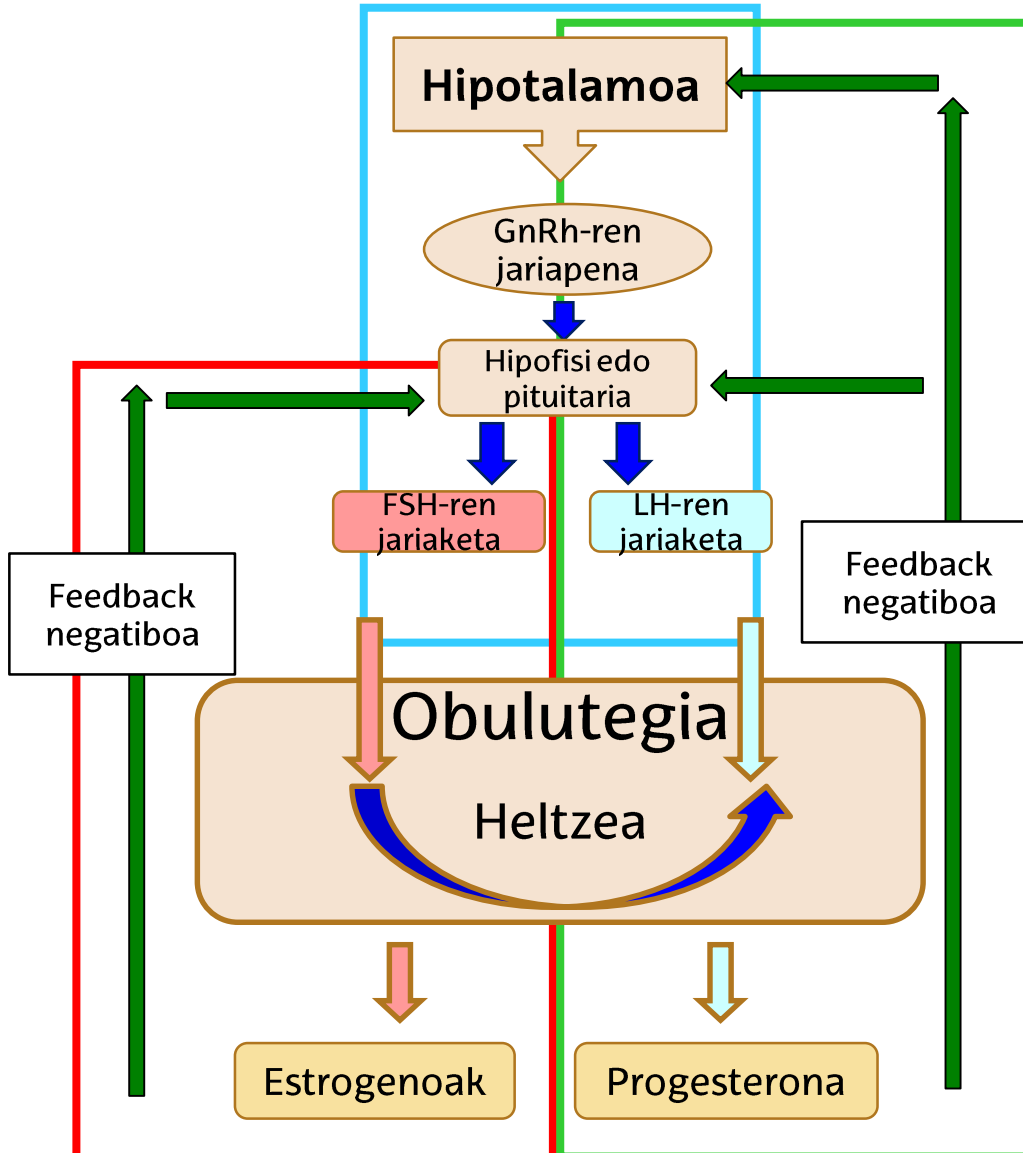 Hipotalamoa
GnRh-ren
jariapena
Hipofisi edo
pituitaria
FSH-ren
jariaketa
LH-ren
jariaketa
Feedback
negatiboa
Feedback
negatiboa
Obulutegia
Heltzea
Estrogenoak
Progesterona